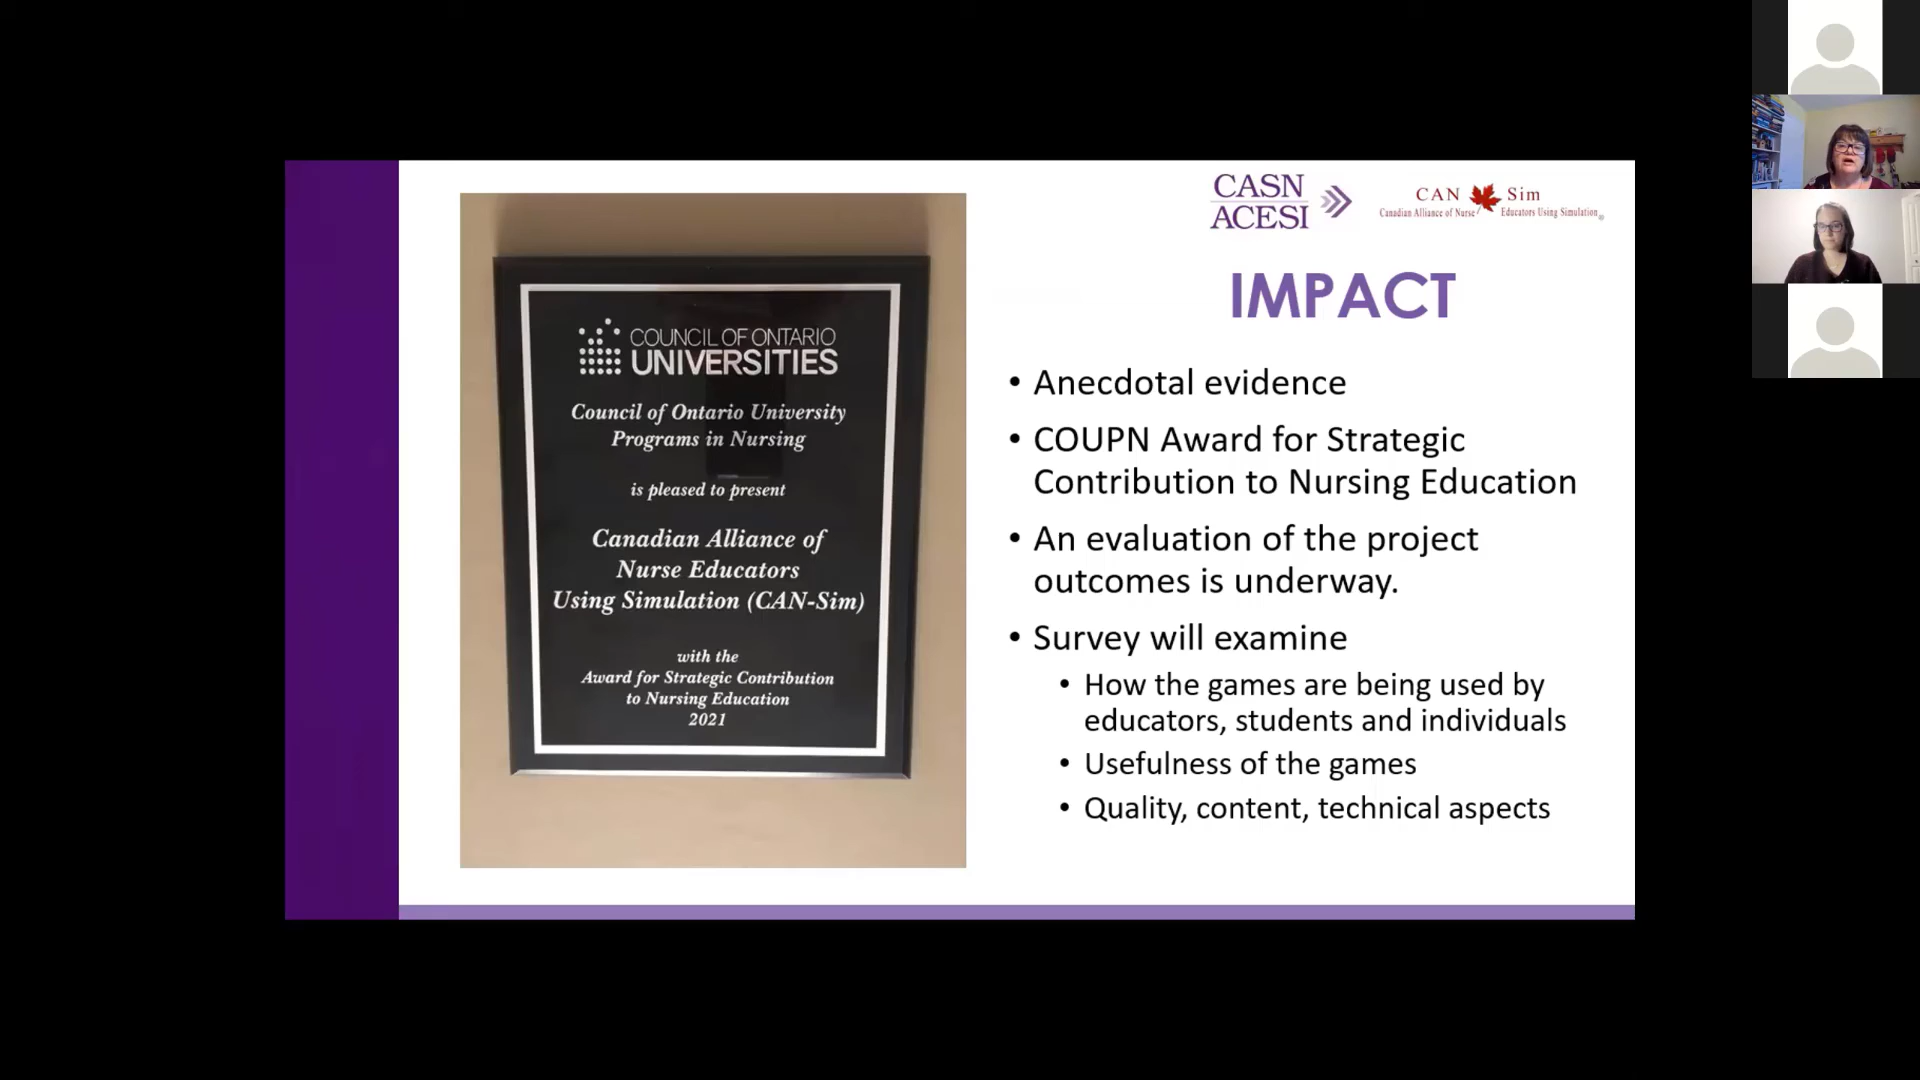 COUNCIL OF ONTARIO
UNIVERSITIES
Council of Ontario University
Programs in Nursing
is pleased to present
Canadian Alliance of
Nurse Educators
Using Simulation (CAN-Sim)
with the
Award for Strategic Contribution
to Nursing Education
2021
CASN
ACESI
CAN Sim
Canadian Alliance of Nurse Educators Using Simulation
IMPACT
• Anecdotal evidence
• COUPN Award for Strategic
Contribution to Nursing Education
• An evaluation of the project
outcomes is underway.
• Survey will examine
• How the games are being used by
educators, students and individuals
• Usefulness of the games
• Quality, content, technical aspects